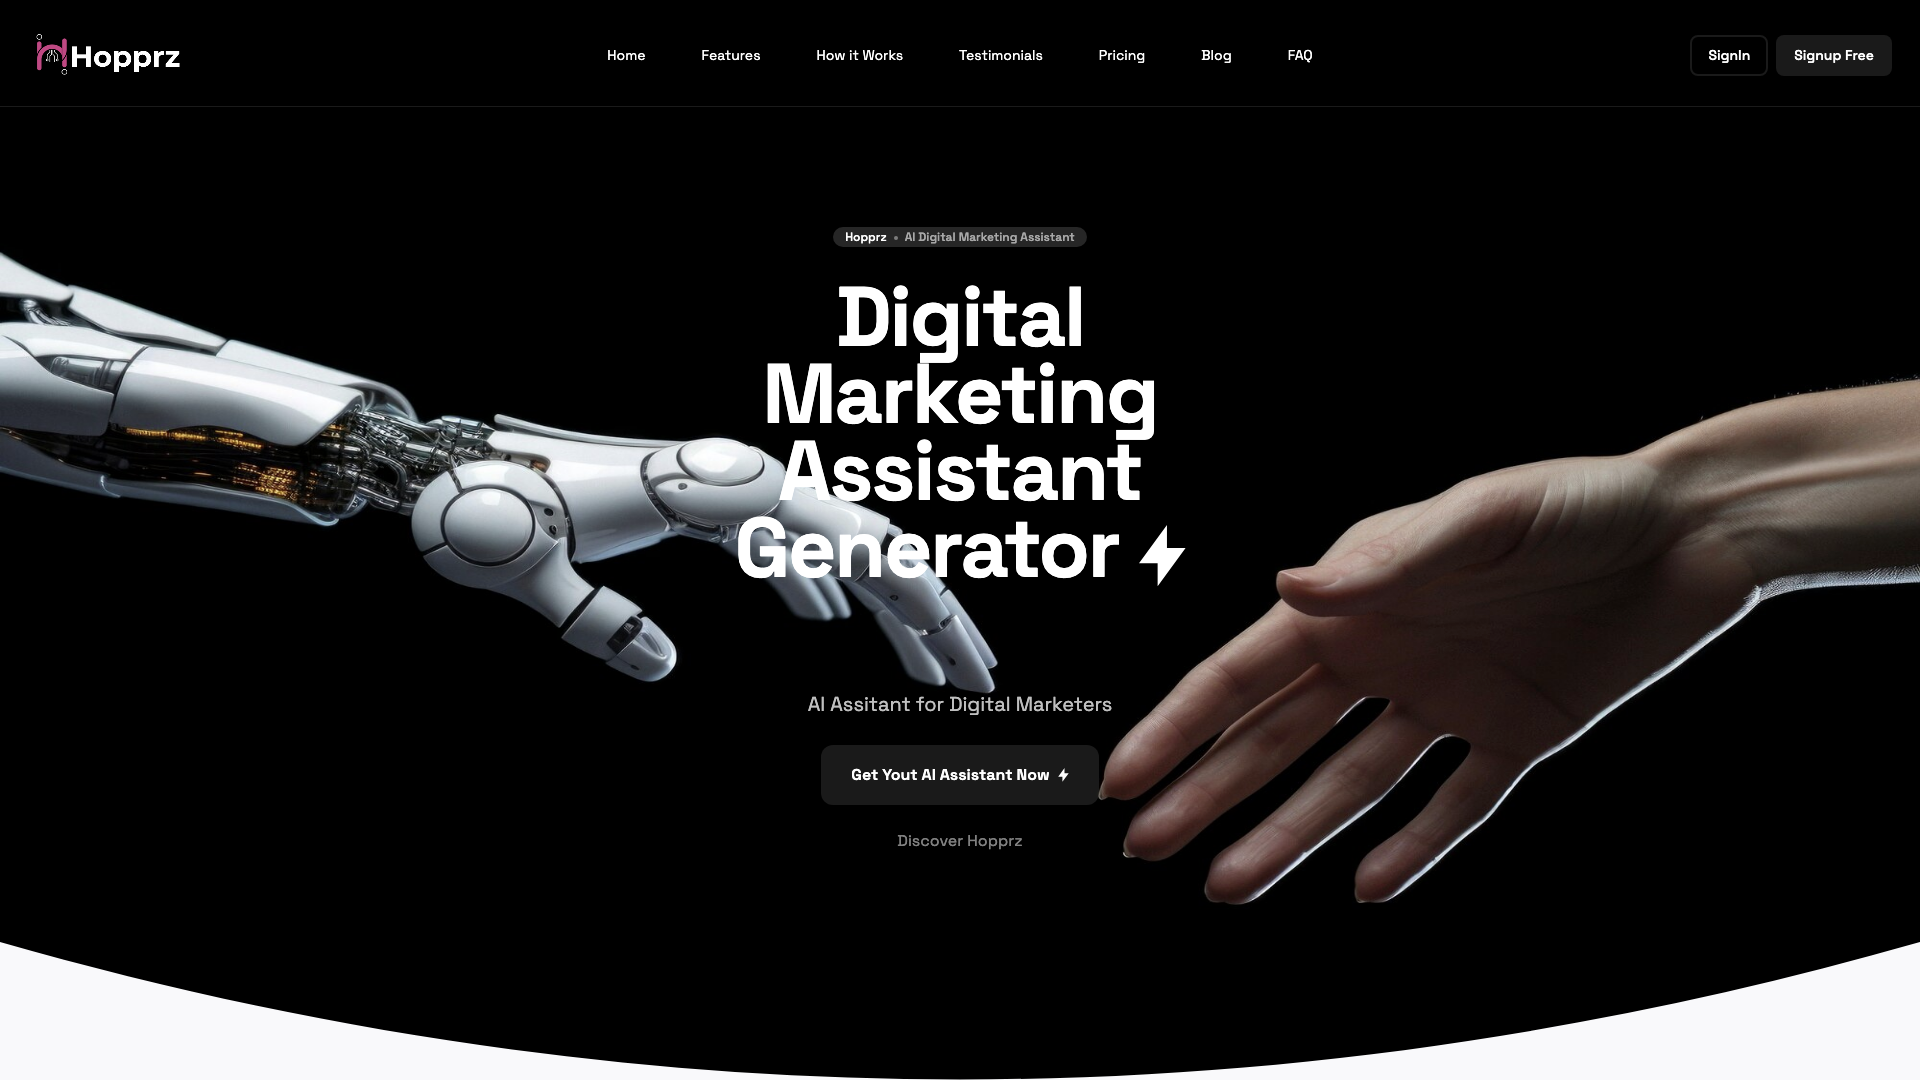 Hopprz
Home
Features
How it Works
Testimonials
Pricing
Blog
FAQ
SignIn
Signup Free
Hopprz • AI Digital Marketing Assistant
Digital
Marketing
Assistant
Generator
AI Assitant for Digital Marketers
Get Yout AI Assistant Now
Discover Hopprz